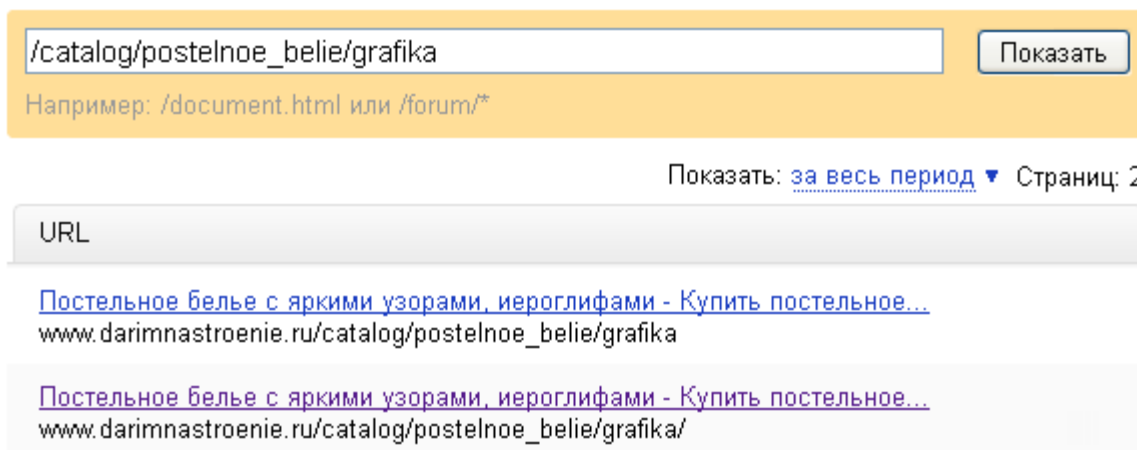 /catalog/postelnoe_belie/grafika Показать
Например: /document.html или /forum/*
Показать: за весь период ▼ Страниц: 2
URL
Постельное белье с яркими узорами, иероглифами - Купить постельное...
www.darimnastroenie.ru/catalog/postelnoe_belie/grafika
Постельное белье с яркими узорами, иероглифами - Купить постельное...
www.darimnastroenie.ru/catalog/postelnoe_belie/grafika/